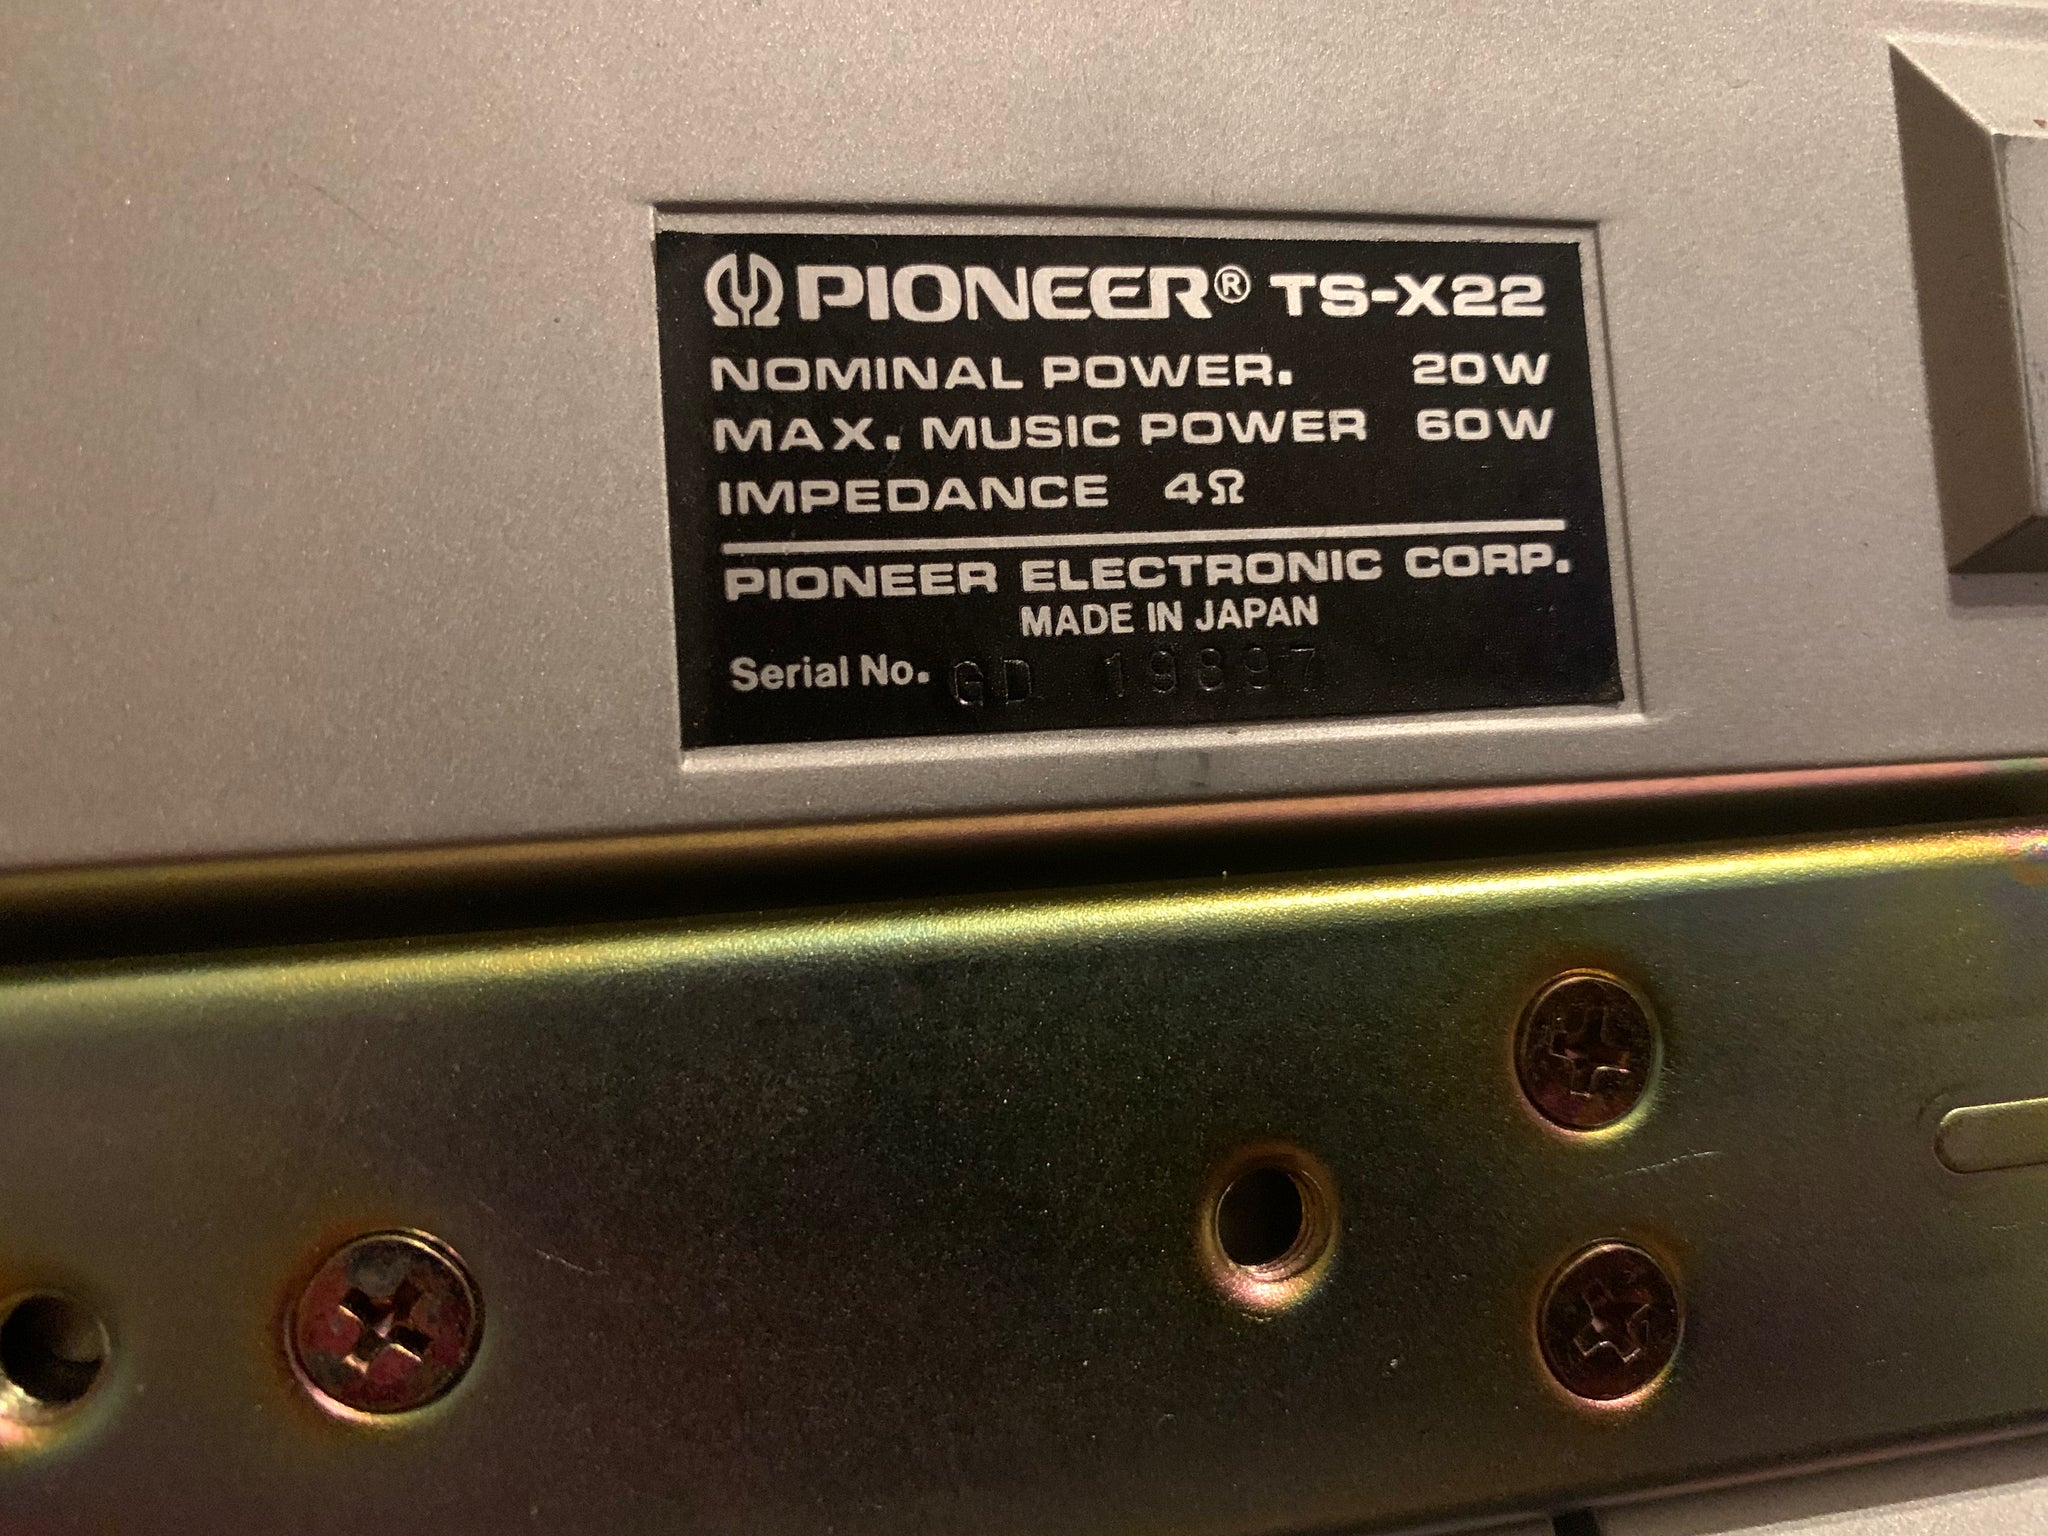 PIONEER® TS-X22
NOMINAL POWER. 20W
MAX. MUSIC POWER 60W
IMPEDANCE 4Ω
PIONEER ELECTRONIC CORP.
MADE IN JAPAN
Serial No. GD 19897